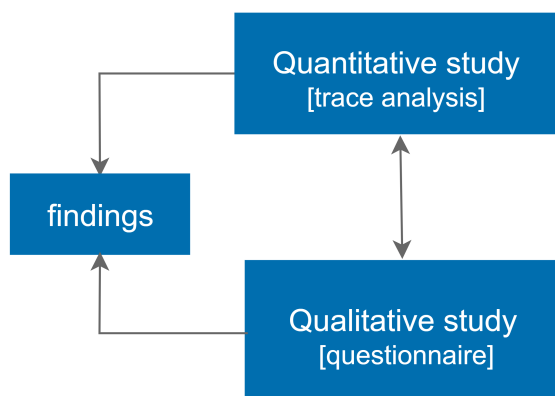 Quantitative study
[trace analysis]
findings
Qualitative study
[questionnaire]